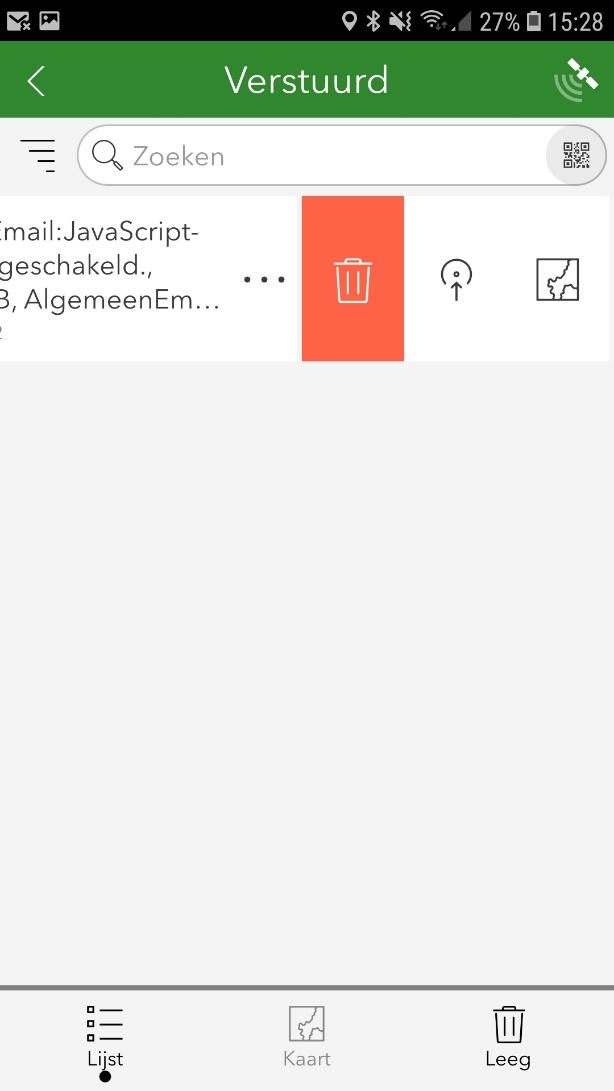 27% 15:28
Verstuurd
Zoeken
Email:JavaScript-
geschakeld.,
B, AlgemeenEm...
Lijst
Kaart
Leeg